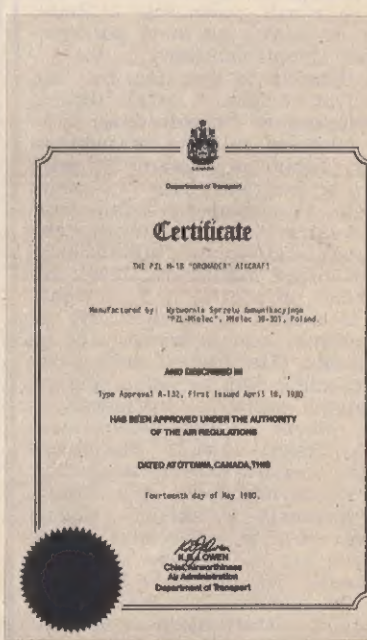 CANADA
Department of Transport
Certificate
THE PZL M-18 "DROMADER" AIRCRAFT
Manufactured by: Wytwornia Sprzetu Komunikacyjnego
"PZL-Mielec", Mielec 39-301, Poland.
AND DESCRIBED IN
Type Approval A-132, First Issued April 18, 1980
HAS BEEN APPROVED UNDER THE AUTHORITY
OF THE AIR REGULATIONS
DATED AT OTTAWA, CANADA, THIS
Fourteenth day of May 1980.
K.R.J. OWEN
Chief, Airworthiness
Air Administration
Department of Transport